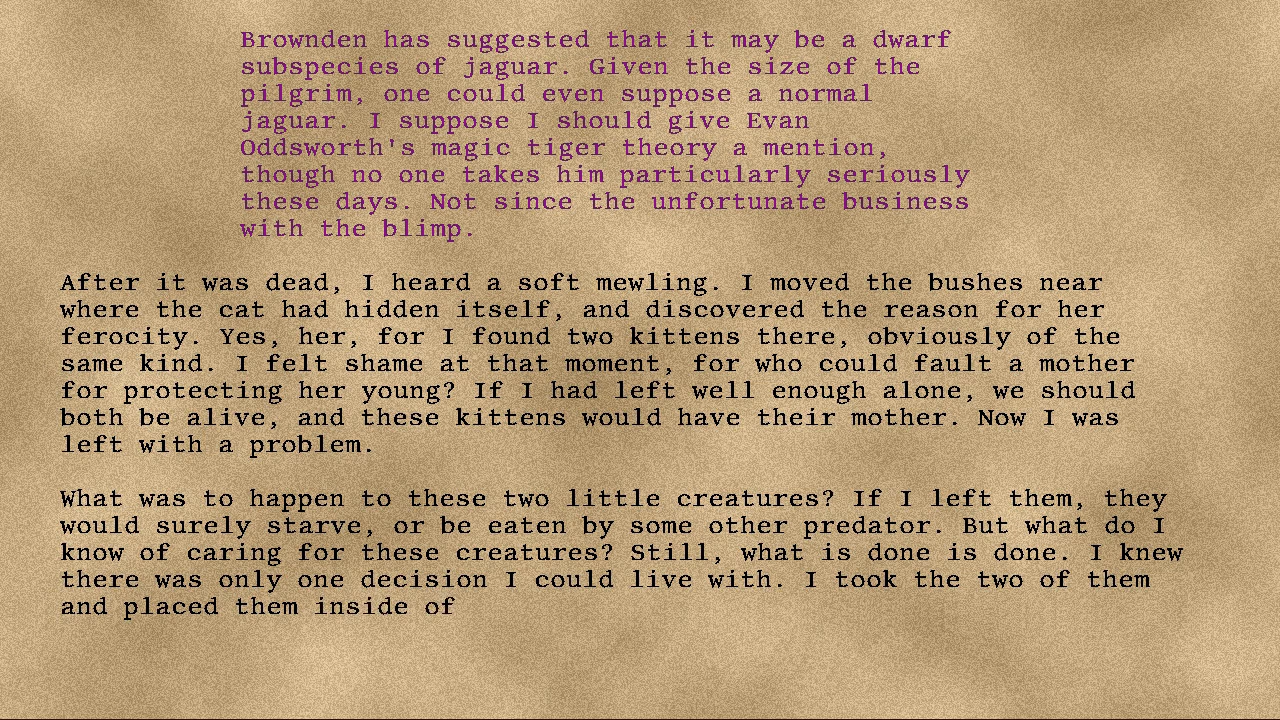 Brownden has suggested that it may be a dwarf
subspecies of jaguar. Given the size of the
pilgrim, one could even suppose a normal
jaguar. I suppose I should give Evan
Oddsworth's magic tiger theory a mention,
though no one takes him particularly seriously
these days. Not since the unfortunate business
with the blimp.
After it was dead, I heard a soft mewling. I moved the bushes near
where the cat had hidden itself, and discovered the reason for her
ferocity. Yes, her, for I found two kittens there, obviously of the
same kind. I felt shame at that moment, for who could fault a mother
for protecting her young? If I had left well enough alone, we should
both be alive, and these kittens would have their mother. Now I was
left with a problem.
What was to happen to these two little creatures? If I left them, they
would surely starve, or be eaten by some other predator. But what do I
know of caring for these creatures? Still, what is done is done. I knew
there was only one decision I could live with. I took the two of them
and placed them inside of